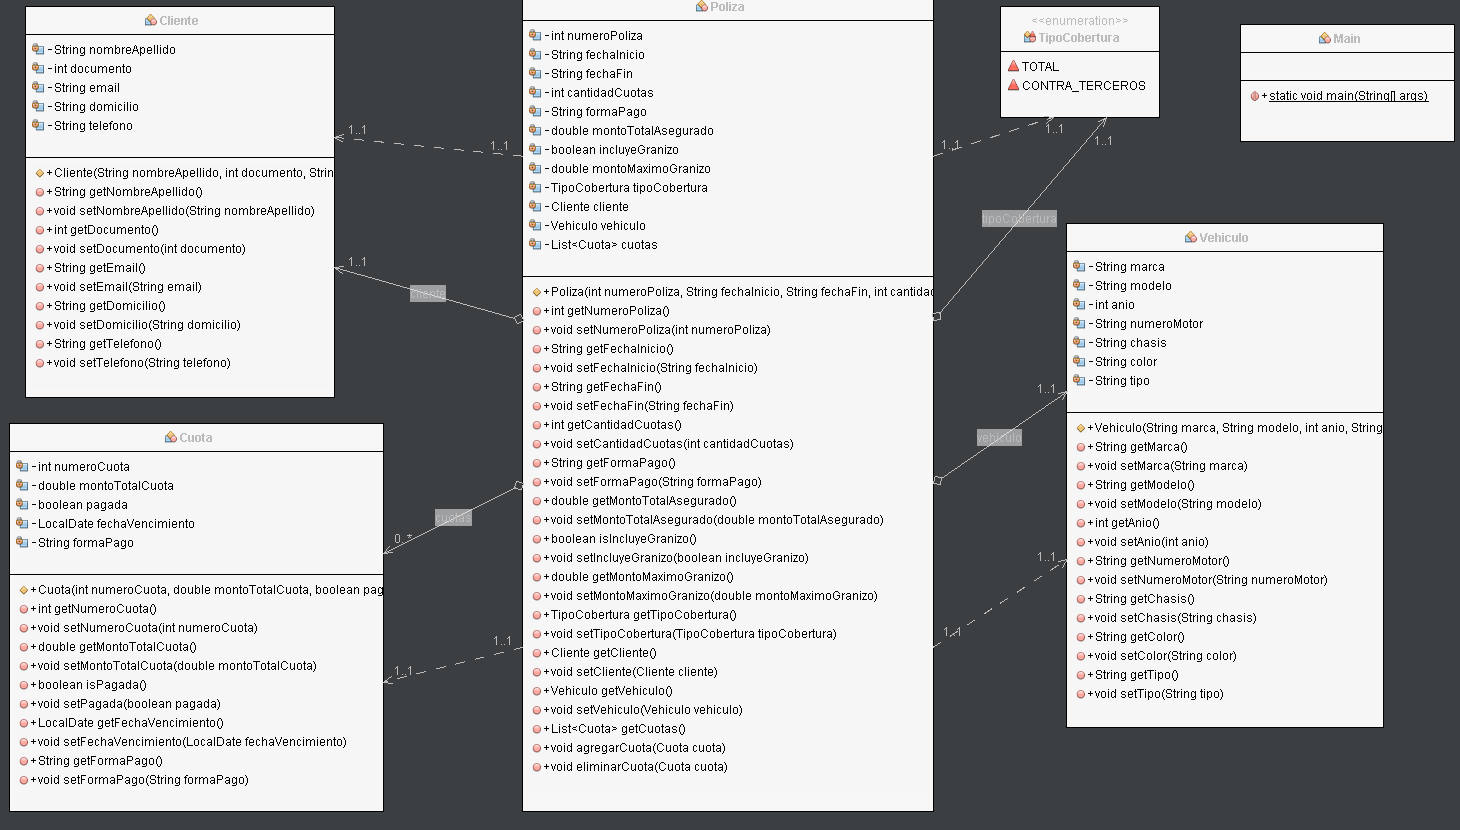 Cliente
- String nombreApellido
- int documento
- String email
- String domicilio
- String telefono
+ Cliente(String nombreApellido, int documento, Strin
+ String getNombreApellido()
+ void setNombreApellido(String nombreApellido)
+ int getDocumento()
+ void setDocumento(int documento)
+ String getEmail()
+ void setEmail(String email)
+ String getDomicilio()
+ void setDomicilio(String domicilio)
+ String getTelefono()
+ void setTelefono(String telefono)
Cuota
- int numeroCuota
- double montoTotalCuota
- boolean pagada
- LocalDate fechaVencimiento
- String formaPago
+ Cuota(int numeroCuota, double montoTotalCuota, boolean pag
+ int getNumeroCuota()
+ void setNumeroCuota(int numeroCuota)
+ double getMontoTotalCuota()
+ void setMontoTotalCuota(double montoTotalCuota)
+ boolean isPagada()
+ void setPagada(boolean pagada)
+ LocalDate getFechaVencimiento()
+ void setFechaVencimiento(LocalDate fechaVencimiento)
+ String getFormaPago()
+ void setFormaPago(String formaPago)
1..1
1..1
1..1
cliente
cuotas
0..*
1..1
1..1
Poliza
- int numeroPoliza
- String fechaInicio
- String fechaFin
- int cantidadCuotas
- String formaPago
- double montoTotalAsegurado
- boolean incluyeGranizo
- double montoMaximoGranizo
- TipoCobertura tipoCobertura
- Cliente cliente
- Vehiculo vehiculo
- List<Cuota> cuotas
+ Poliza(int numeroPoliza, String fechaInicio, String fechaFin, int cantidad
+ int getNumeroPoliza()
+ void setNumeroPoliza(int numeroPoliza)
+ String getFechaInicio()
+ void setFechaInicio(String fechaInicio)
+ String getFechaFin()
+ void setFechaFin(String fechaFin)
+ int getCantidadCuotas()
+ void setCantidadCuotas(int cantidadCuotas)
+ String getFormaPago()
+ void setFormaPago(String formaPago)
+ double getMontoTotalAsegurado()
+ void setMontoTotalAsegurado(double montoTotalAsegurado)
+ boolean isIncluyeGranizo()
+ void setIncluyeGranizo(boolean incluyeGranizo)
+ double getMontoMaximoGranizo()
+ void setMontoMaximoGranizo(double montoMaximoGranizo)
+ TipoCobertura getTipoCobertura()
+ void setTipoCobertura(TipoCobertura tipoCobertura)
+ Cliente getCliente()
+ void setCliente(Cliente cliente)
+ Vehiculo getVehiculo()
+ void setVehiculo(Vehiculo vehiculo)
+ List<Cuota> getCuotas()
+ void agregarCuota(Cuota cuota)
+ void eliminarCuota(Cuota cuota)
<<enumeration>>
TipoCobertura
TOTAL
CONTRA_TERCEROS
1..1
1..1
1..1
tipoCobertura
1..1
vehiculo
1..1
1..1
Main
+ static void main(String[] args)
Vehiculo
- String marca
- String modelo
- int anio
- String numeroMotor
- String chasis
- String color
- String tipo
+ Vehiculo(String marca, String modelo, int anio, String
+ String getMarca()
+ void setMarca(String marca)
+ String getModelo()
+ void setModelo(String modelo)
+ int getAnio()
+ void setAnio(int anio)
+ String getNumeroMotor()
+ void setNumeroMotor(String numeroMotor)
+ String getChasis()
+ void setChasis(String chasis)
+ String getColor()
+ void setColor(String color)
+ String getTipo()
+ void setTipo(String tipo)